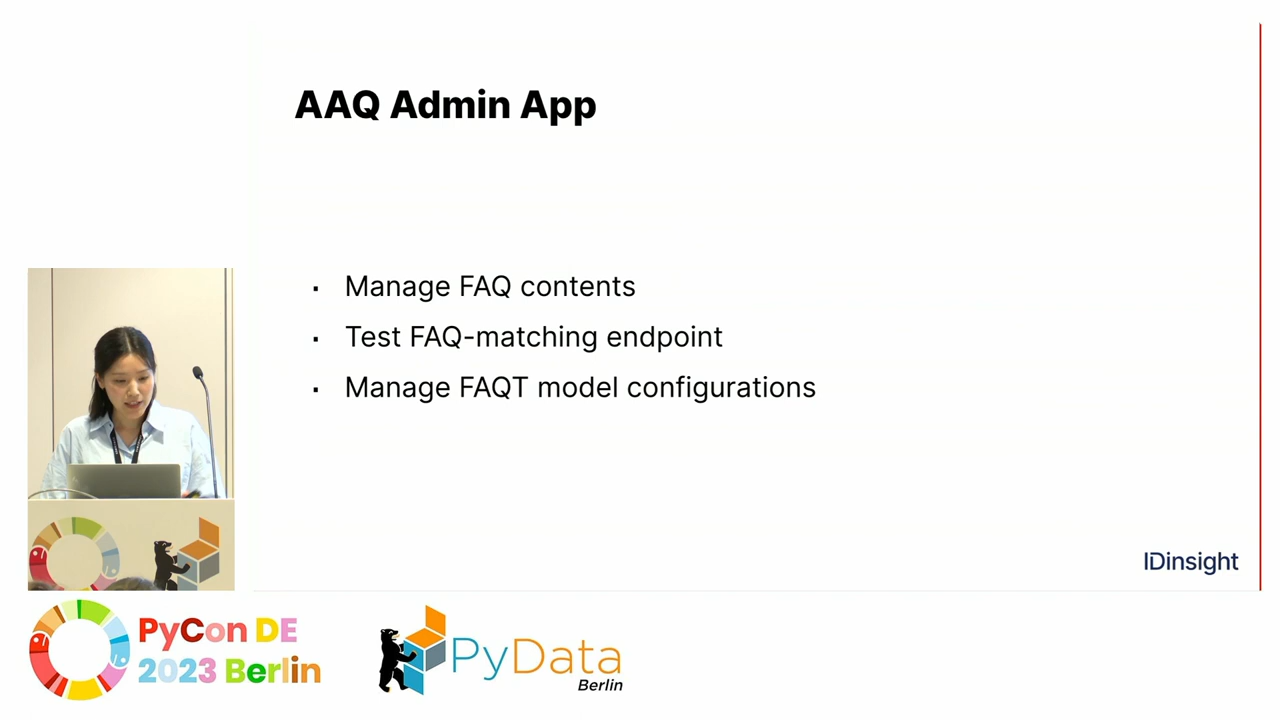 AAQ Admin App
▪ Manage FAQ contents
▪ Test FAQ-matching endpoint
▪ Manage FAQT model configurations
IDinsight
PyCon DE
2023 Berlin
PyData
Berlin